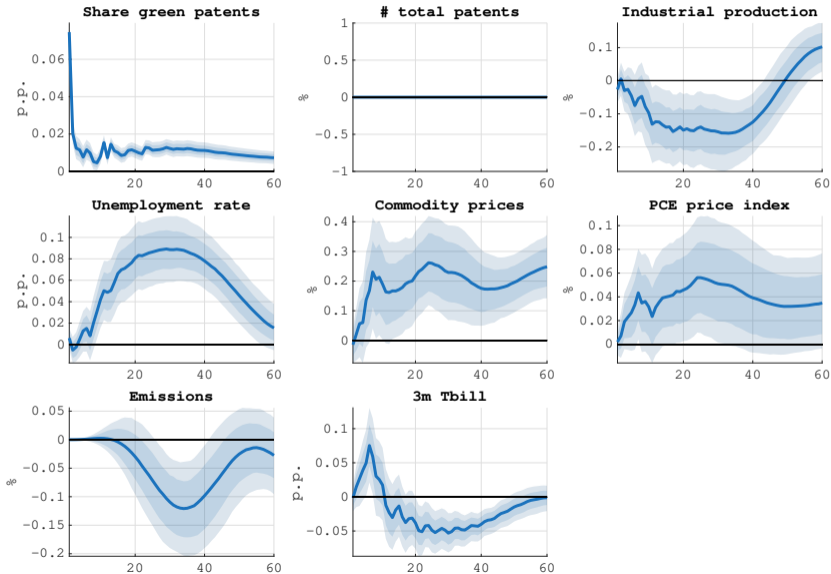 Share green patents
p.p.
0.06
0.04
0.02
0
20 40 60
# total patents
%
1
0.5
0
-0.5
-1
20 40 60
Industrial production
%
0.1
0
-0.1
-0.2
20 40 60
Unemployment rate
p.p.
0.1
0.08
0.06
0.04
0.02
0
20 40 60
Commodity prices
%
0.4
0.3
0.2
0.1
0
20 40 60
PCE price index
%
0.1
0.08
0.06
0.04
0.02
0
20 40 60
Emissions
%
0.05
0
-0.05
-0.1
-0.15
-0.2
20 40 60
3m Tbill
p.p.
0.1
0.05
0
-0.05
20 40 60